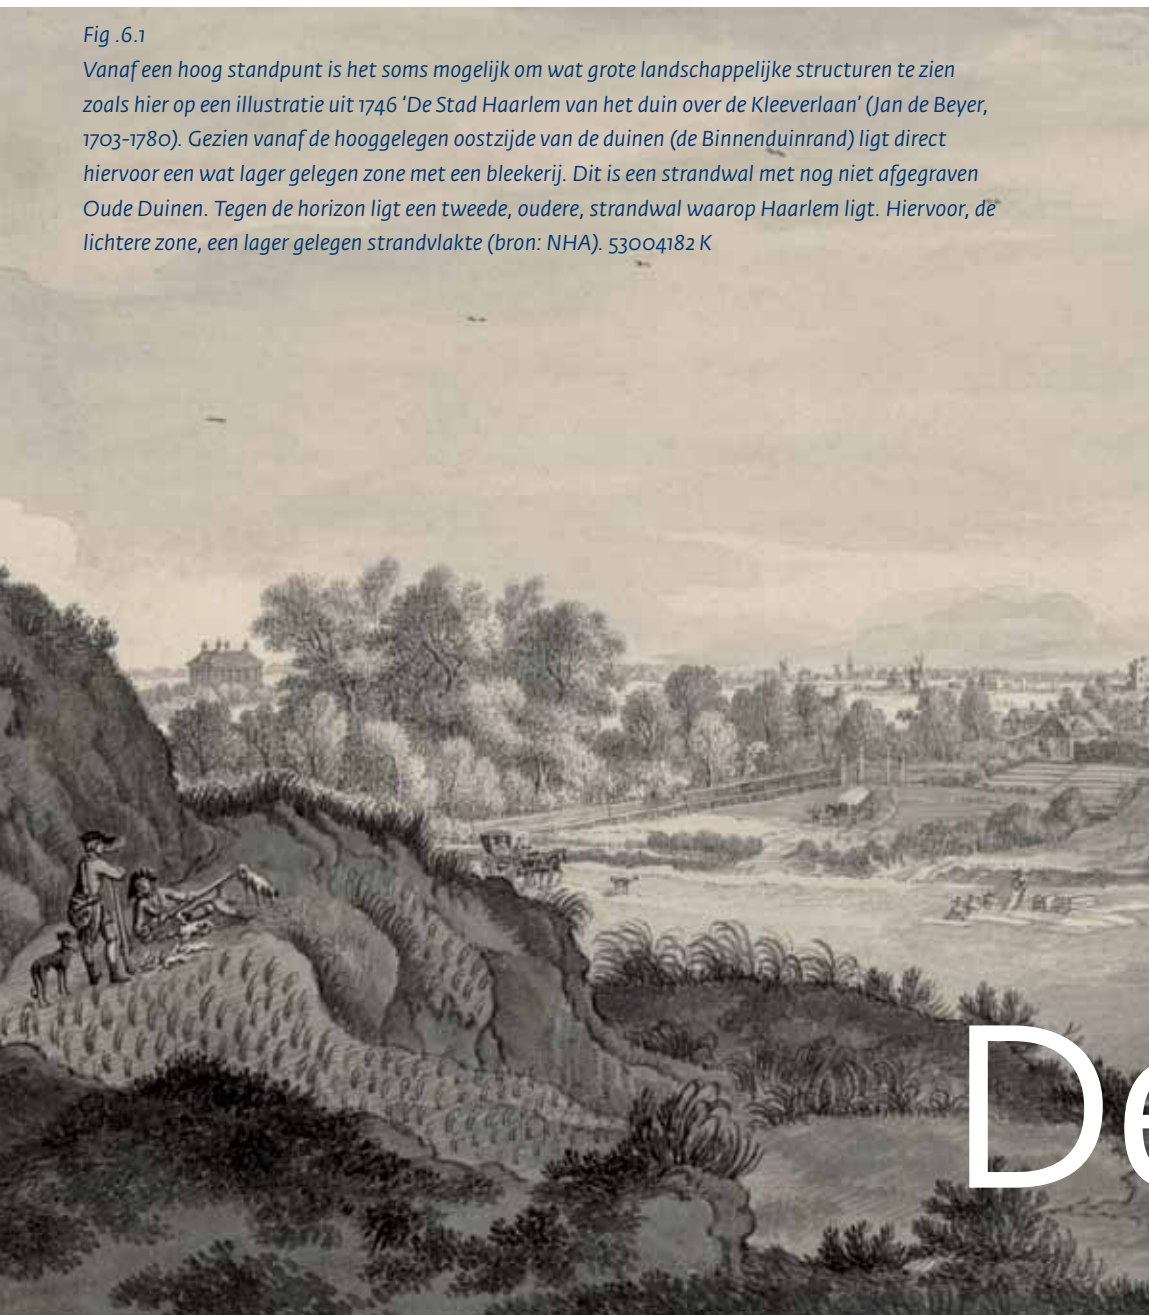 Fig .6.1
Vanaf een hoog standpunt is het soms mogelijk om wat grote landschappelijke structuren te zien
zoals hier op een illustratie uit 1746 ‘De Stad Haarlem van het duin over de Kleeverlaan’ (Jan de Beyer,
1703-1780). Gezien vanaf de hooggelegen oostzijde van de duinen (de Binnenduinrand) ligt direct
hiervoor een wat lager gelegen zone met een bleekerij. Dit is een strandwal met nog niet afgegraven
Oude Duinen. Tegen de horizon ligt een tweede, oudere, strandwal waarop Haarlem ligt. Hiervoor, de
lichtere zone, een lager gelegen strandvlakte (bron: NHA). 53004182 K
De